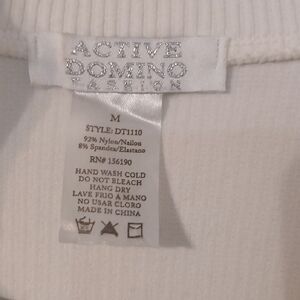 ACTIVE
DOMINO
FASHION
M
STYLE: DT1110
92% Nylon/Nailon
8% Spandex/Elastano
RN# 156190
HAND WASH COLD
DO NOT BLEACH
HANG DRY
LAVE FRIO A MANO
NO USAR CLORO
MADE IN CHINA